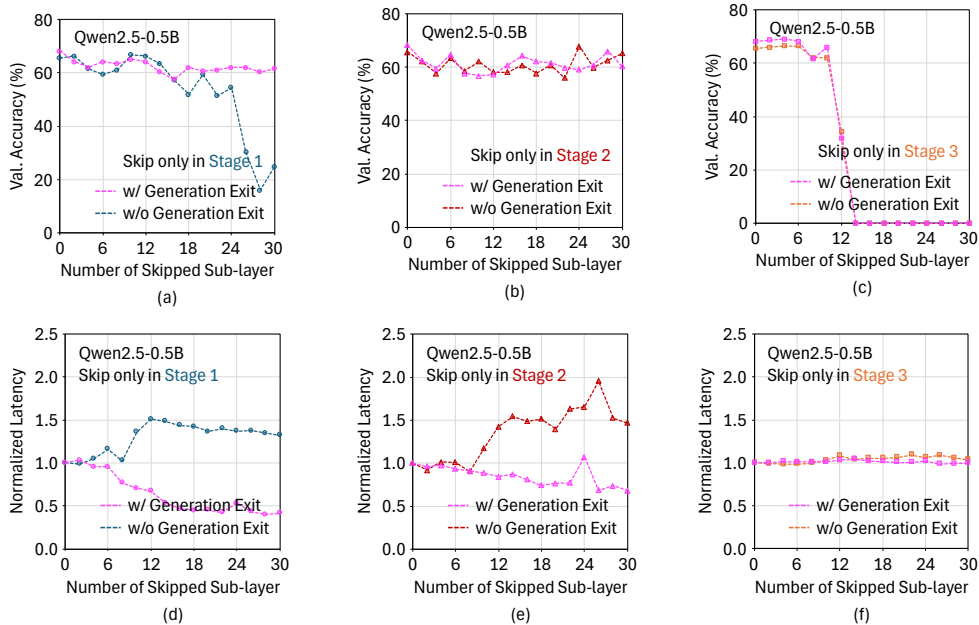 80
60
40
20
0
Val. Accuracy (%)
Qwen2.5-0.5B
Skip only in Stage 1
w/ Generation Exit
w/o Generation Exit
0 6 12 18 24 30
Number of Skipped Sub-layer
(a)
80
60
40
20
0
Val. Accuracy (%)
Qwen2.5-0.5B
Skip only in Stage 2
w/ Generation Exit
w/o Generation Exit
0 6 12 18 24 30
Number of Skipped Sub-layer
(b)
80
60
40
20
0
Val. Accuracy (%)
Qwen2.5-0.5B
Skip only in Stage 3
w/ Generation Exit
w/o Generation Exit
0 6 12 18 24 30
Number of Skipped Sub-layer
(c)
2.5
2.0
1.5
1.0
0.5
0.0
Normalized Latency
Qwen2.5-0.5B
Skip only in Stage 1
w/ Generation Exit
w/o Generation Exit
0 6 12 18 24 30
Number of Skipped Sub-layer
(d)
2.5
2.0
1.5
1.0
0.5
0.0
Normalized Latency
Qwen2.5-0.5B
Skip only in Stage 2
w/ Generation Exit
w/o Generation Exit
0 6 12 18 24 30
Number of Skipped Sub-layer
(e)
2.5
2.0
1.5
1.0
0.5
0.0
Normalized Latency
Qwen2.5-0.5B
Skip only in Stage 3
w/ Generation Exit
w/o Generation Exit
0 6 12 18 24 30
Number of Skipped Sub-layer
(f)